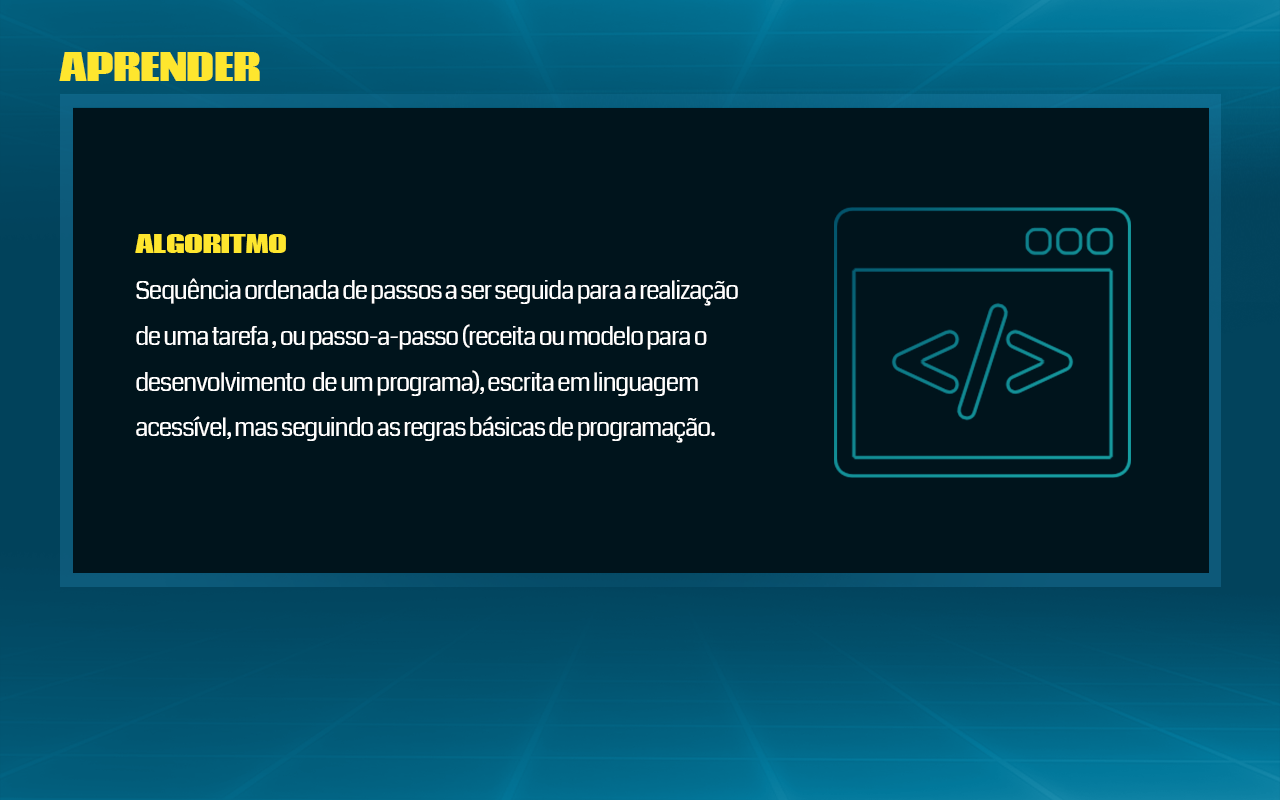 APRENDER
ALGORITMO
Sequência ordenada de passos a ser seguida para a realização
de uma tarefa , ou passo-a-passo (receita ou modelo para o
desenvolvimento  de um programa), escrita em linguagem
acessível, mas seguindo as regras básicas de programação.
</>